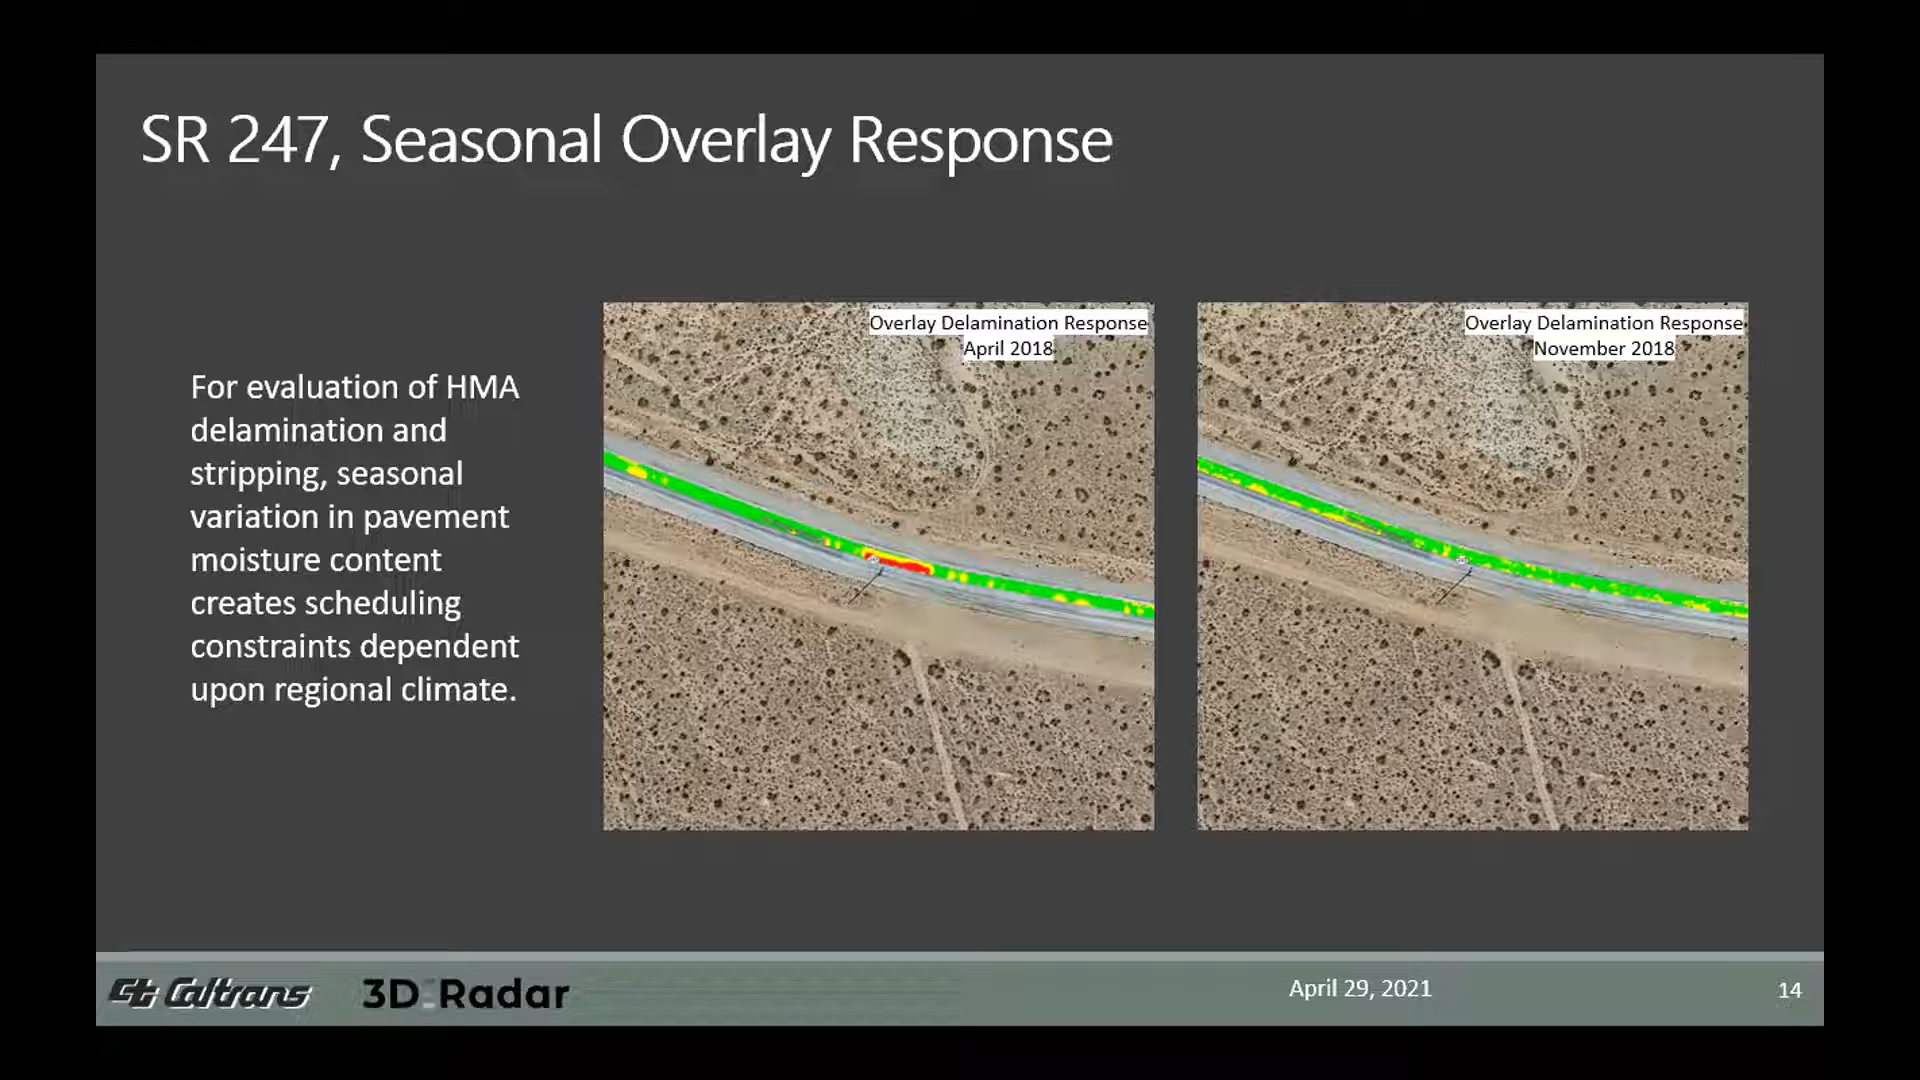 SR 247, Seasonal Overlay Response
For evaluation of HMA
delamination and
stripping, seasonal
variation in pavement
moisture content
creates scheduling
constraints dependent
upon regional climate.
Overlay Delamination Response
April 2018
Overlay Delamination Response
November 2018
Ct Caltrans
3D-Radar
April 29, 2021
14